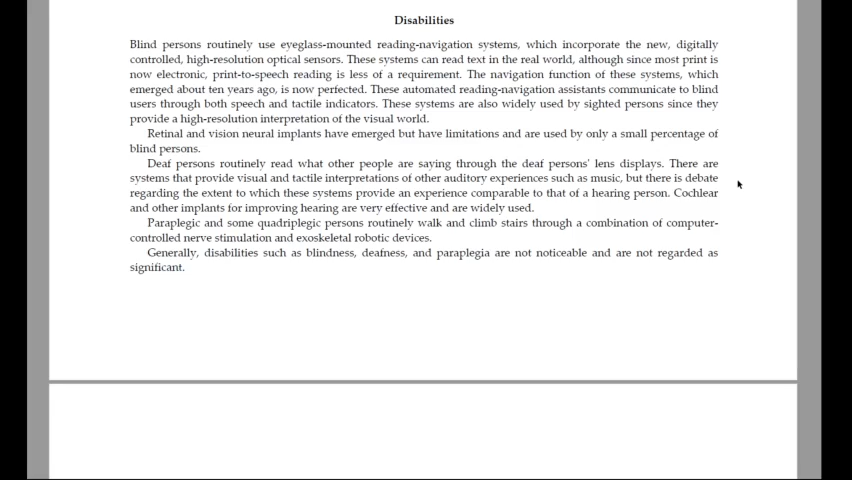 Disabilities
Blind persons routinely use eyeglass-mounted reading-navigation systems, which incorporate the new, digitally
controlled, high-resolution optical sensors. These systems can read text in the real world, although since most print is
now electronic, print-to-speech reading is less of a requirement. The navigation function of these systems, which
emerged about ten years ago, is now perfected. These automated reading-navigation assistants communicate to blind
users through both speech and tactile indicators. These systems are also widely used by sighted persons since they
provide a high-resolution interpretation of the visual world.
Retinal and vision neural implants have emerged but have limitations and are used by only a small percentage of
blind persons.
Deaf persons routinely read what other people are saying through the deaf persons' lens displays. There are
systems that provide visual and tactile interpretations of other auditory experiences such as music, but there is debate
regarding the extent to which these systems provide an experience comparable to that of a hearing person. Cochlear
and other implants for improving hearing are very effective and are widely used.
Paraplegic and some quadriplegic persons routinely walk and climb stairs through a combination of computer-
controlled nerve stimulation and exoskeletal robotic devices.
Generally, disabilities such as blindness, deafness, and paraplegia are not noticeable and are not regarded as
significant.